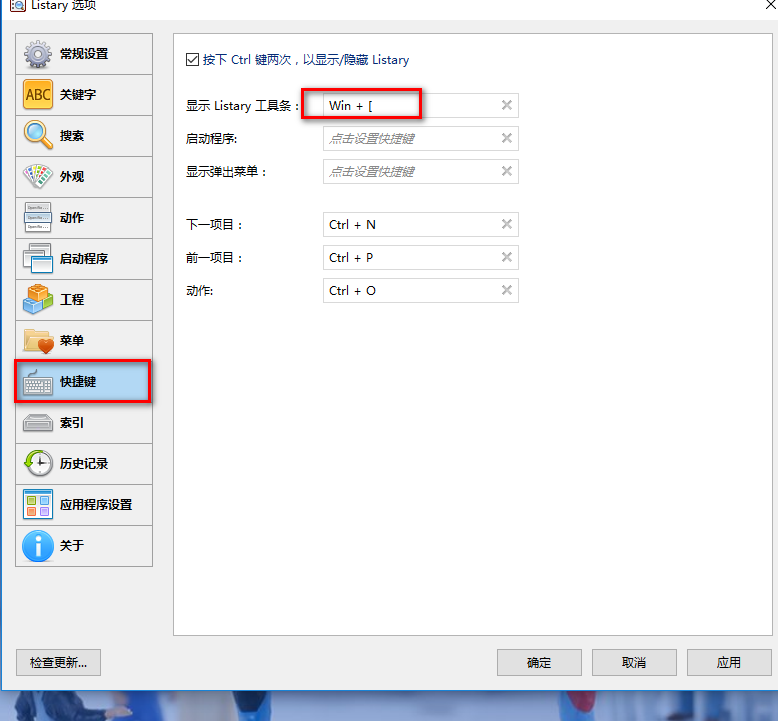 Listary 选项
常规设置
ABC
关键字
搜索
外观
动作
启动程序
工程
菜单
快捷键
索引
历史记录
应用程序设置
关于
按下 Ctrl 键两次，以显示/隐藏 Listary
显示 Listary 工具条： Win + [
启动程序: 点击设置快捷键
显示弹出菜单： 点击设置快捷键
下一项目： Ctrl + N
前一项目： Ctrl + P
动作: Ctrl + O
检查更新...
确定
取消
应用